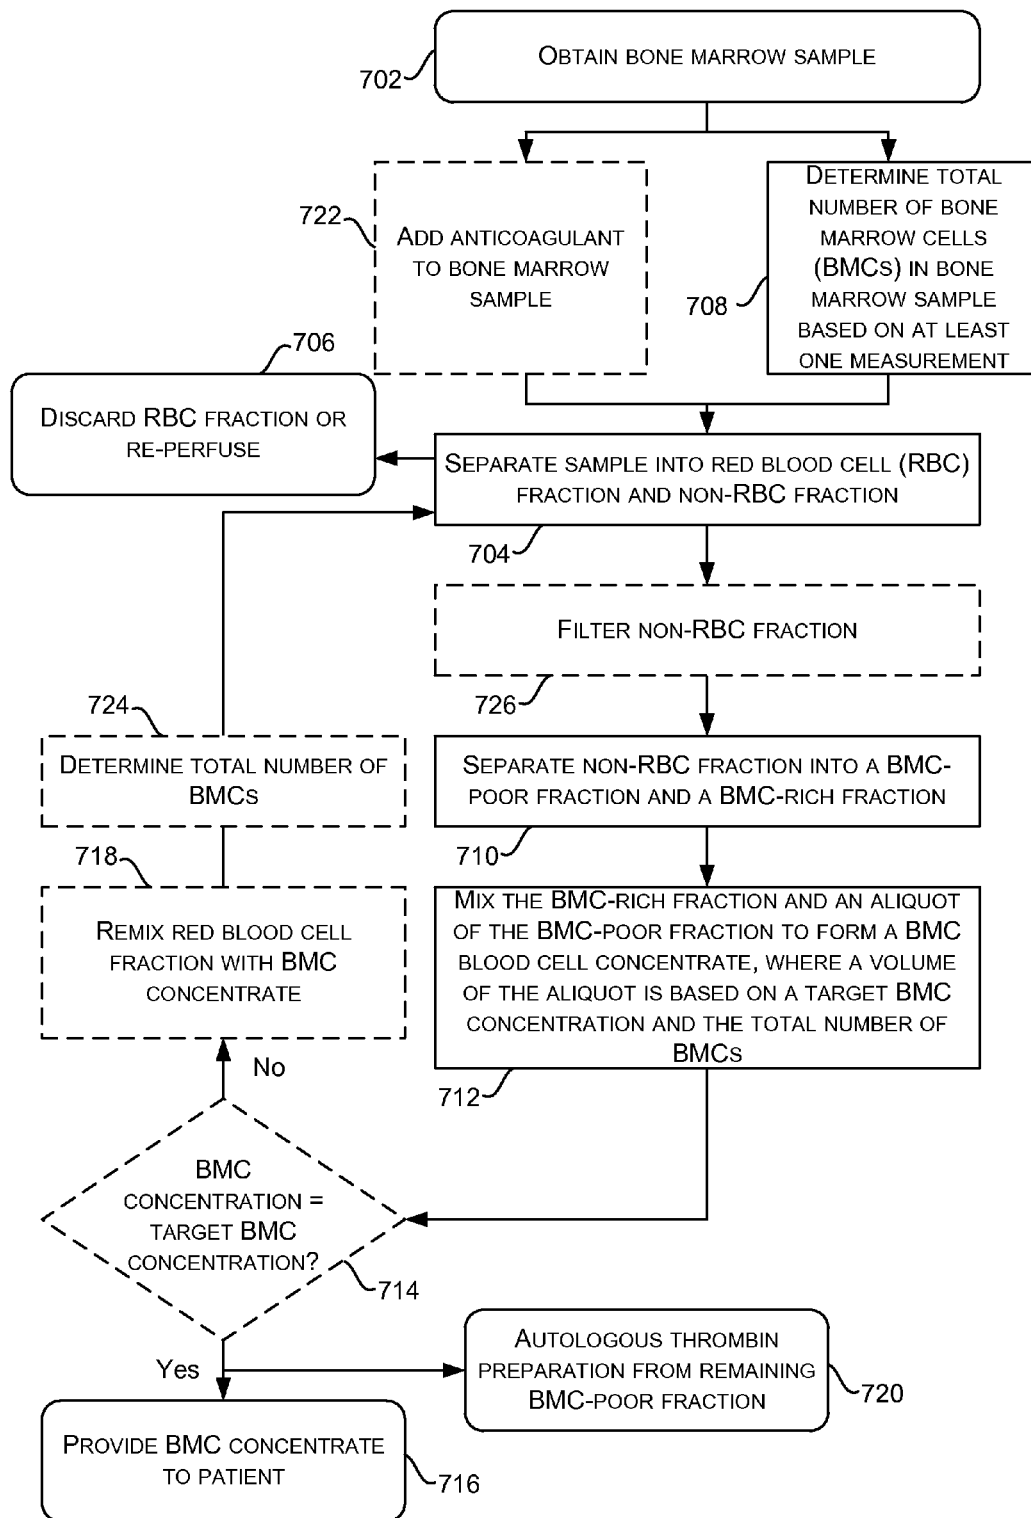 702
OBTAIN BONE MARROW SAMPLE
722
ADD ANTICOAGULANT
TO BONE MARROW
SAMPLE
708
DETERMINE TOTAL
NUMBER OF BONE
MARROW CELLS
(BMCS) IN BONE
MARROW SAMPLE
BASED ON AT LEAST
ONE MEASUREMENT
706
DISCARD RBC FRACTION OR
RE-PERFUSE
SEPARATE SAMPLE INTO RED BLOOD CELL (RBC)
FRACTION AND NON-RBC FRACTION
704
FILTER NON-RBC FRACTION
726
724
DETERMINE TOTAL NUMBER OF
BMCS
SEPARATE NON-RBC FRACTION INTO A BMC-
POOR FRACTION AND A BMC-RICH FRACTION
710
718
REMIX RED BLOOD CELL
FRACTION WITH BMC
CONCENTRATE
MIX THE BMC-RICH FRACTION AND AN ALIQUOT
OF THE BMC-POOR FRACTION TO FORM A BMC
BLOOD CELL CONCENTRATE, WHERE A VOLUME
OF THE ALIQUOT IS BASED ON A TARGET BMC
CONCENTRATION AND THE TOTAL NUMBER OF
BMCS
712
No
BMC
CONCENTRATION =
TARGET BMC
CONCENTRATION?
714
Yes
AUTOLOGOUS THROMBIN
PREPARATION FROM REMAINING
BMC-POOR FRACTION
720
PROVIDE BMC CONCENTRATE
TO PATIENT
716